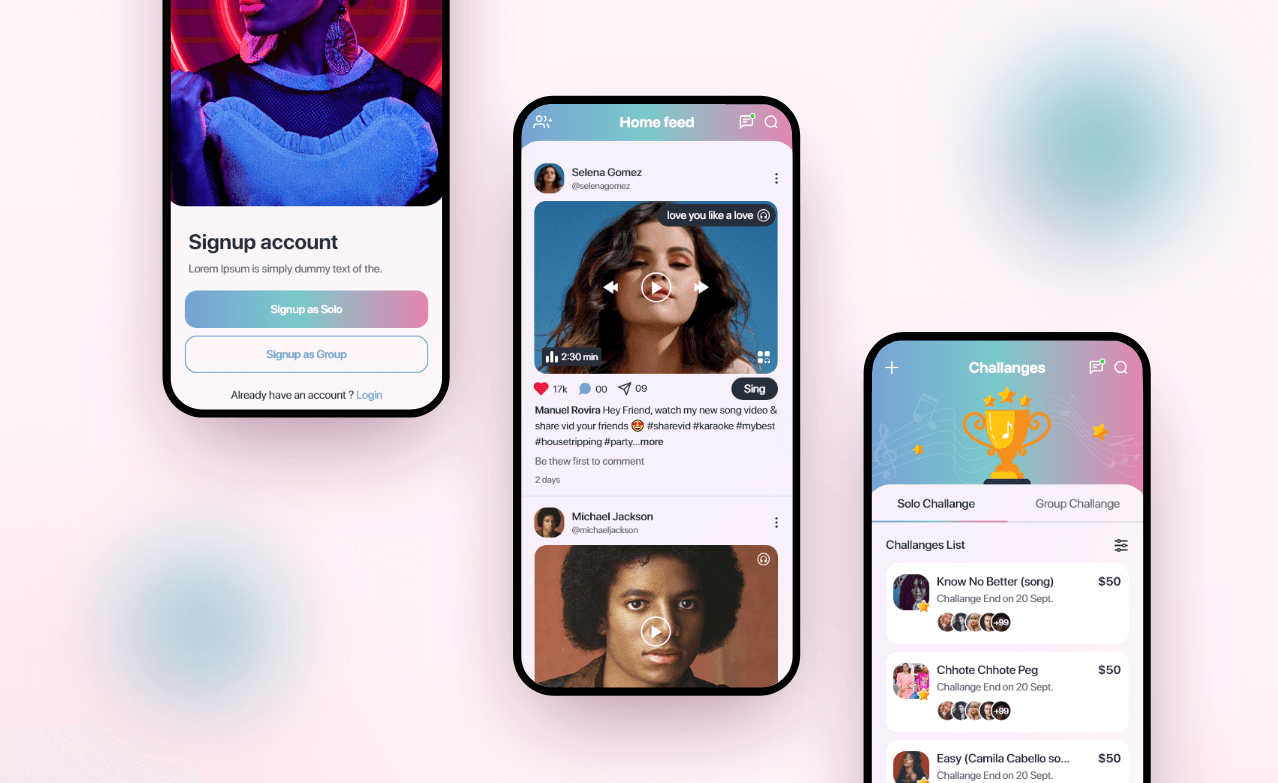 Signup account
Lorem Ipsum is simply dummy text of the.
Signup as Solo
Signup as Group
Already have an account ? Login
Home feed
Selena Gomez
@selenagomez
love you like a love
2:30 min
17k
00
09
Sing
Manuel Rovira Hey Friend, watch my new song video &
share vid your friends 🤩 #sharevid #karaoke #mybest
#housetripping #party...more
Be thew first to comment
2 days
Michael Jackson
@michaeljackson
Challanges
Solo Challange
Group Challange
Challanges List
Know No Better (song)
$50
Challange End on 20 Sept.
+99
Chhote Chhote Peg
$50
Challange End on 20 Sept.
+99
Easy (Camila Cabello so...
$50
Challange End on 20 Sept.